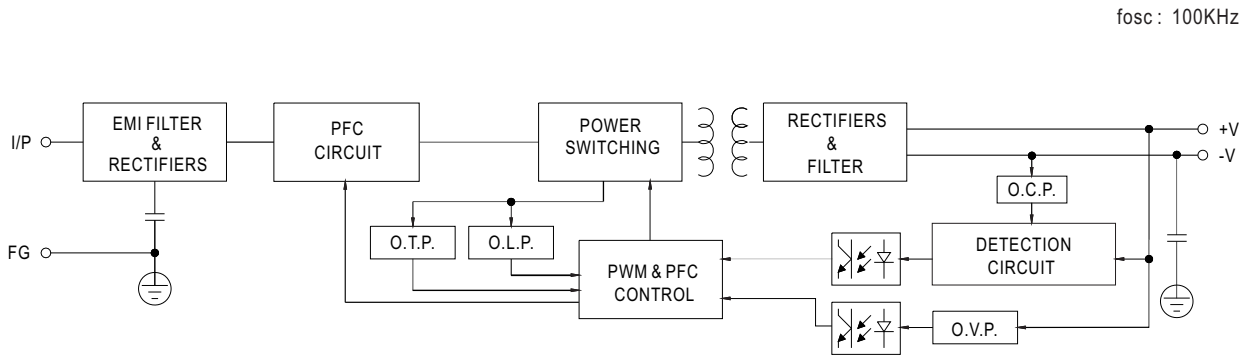 fosc : 100KHz
I/P
EMI FILTER
&
RECTIFIERS
PFC
CIRCUIT
POWER
SWITCHING
RECTIFIERS
&
FILTER
+V
-V
O.C.P.
FG
O.T.P.
O.L.P.
PWM & PFC
CONTROL
DETECTION
CIRCUIT
O.V.P.